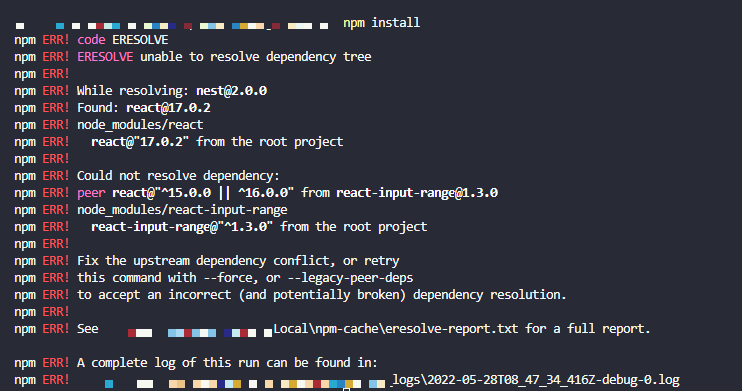 npm install
npm ERR! code ERESOLVE
npm ERR! ERESOLVE unable to resolve dependency tree
npm ERR!
npm ERR! While resolving: nest@2.0.0
npm ERR! Found: react@17.0.2
npm ERR! node_modules/react
npm ERR!   react@"17.0.2" from the root project
npm ERR!
npm ERR! Could not resolve dependency:
npm ERR! peer react@"^15.0.0 || ^16.0.0" from react-input-range@1.3.0
npm ERR! node_modules/react-input-range
npm ERR!   react-input-range@"^1.3.0" from the root project
npm ERR!
npm ERR! Fix the upstream dependency conflict, or retry
npm ERR! this command with --force, or --legacy-peer-deps
npm ERR! to accept an incorrect (and potentially broken) dependency resolution.
npm ERR!
npm ERR! See Local\npm-cache\eresolve-report.txt for a full report.
npm ERR! A complete log of this run can be found in:
npm ERR! _logs\2022-05-28T08_47_34_416Z-debug-0.log